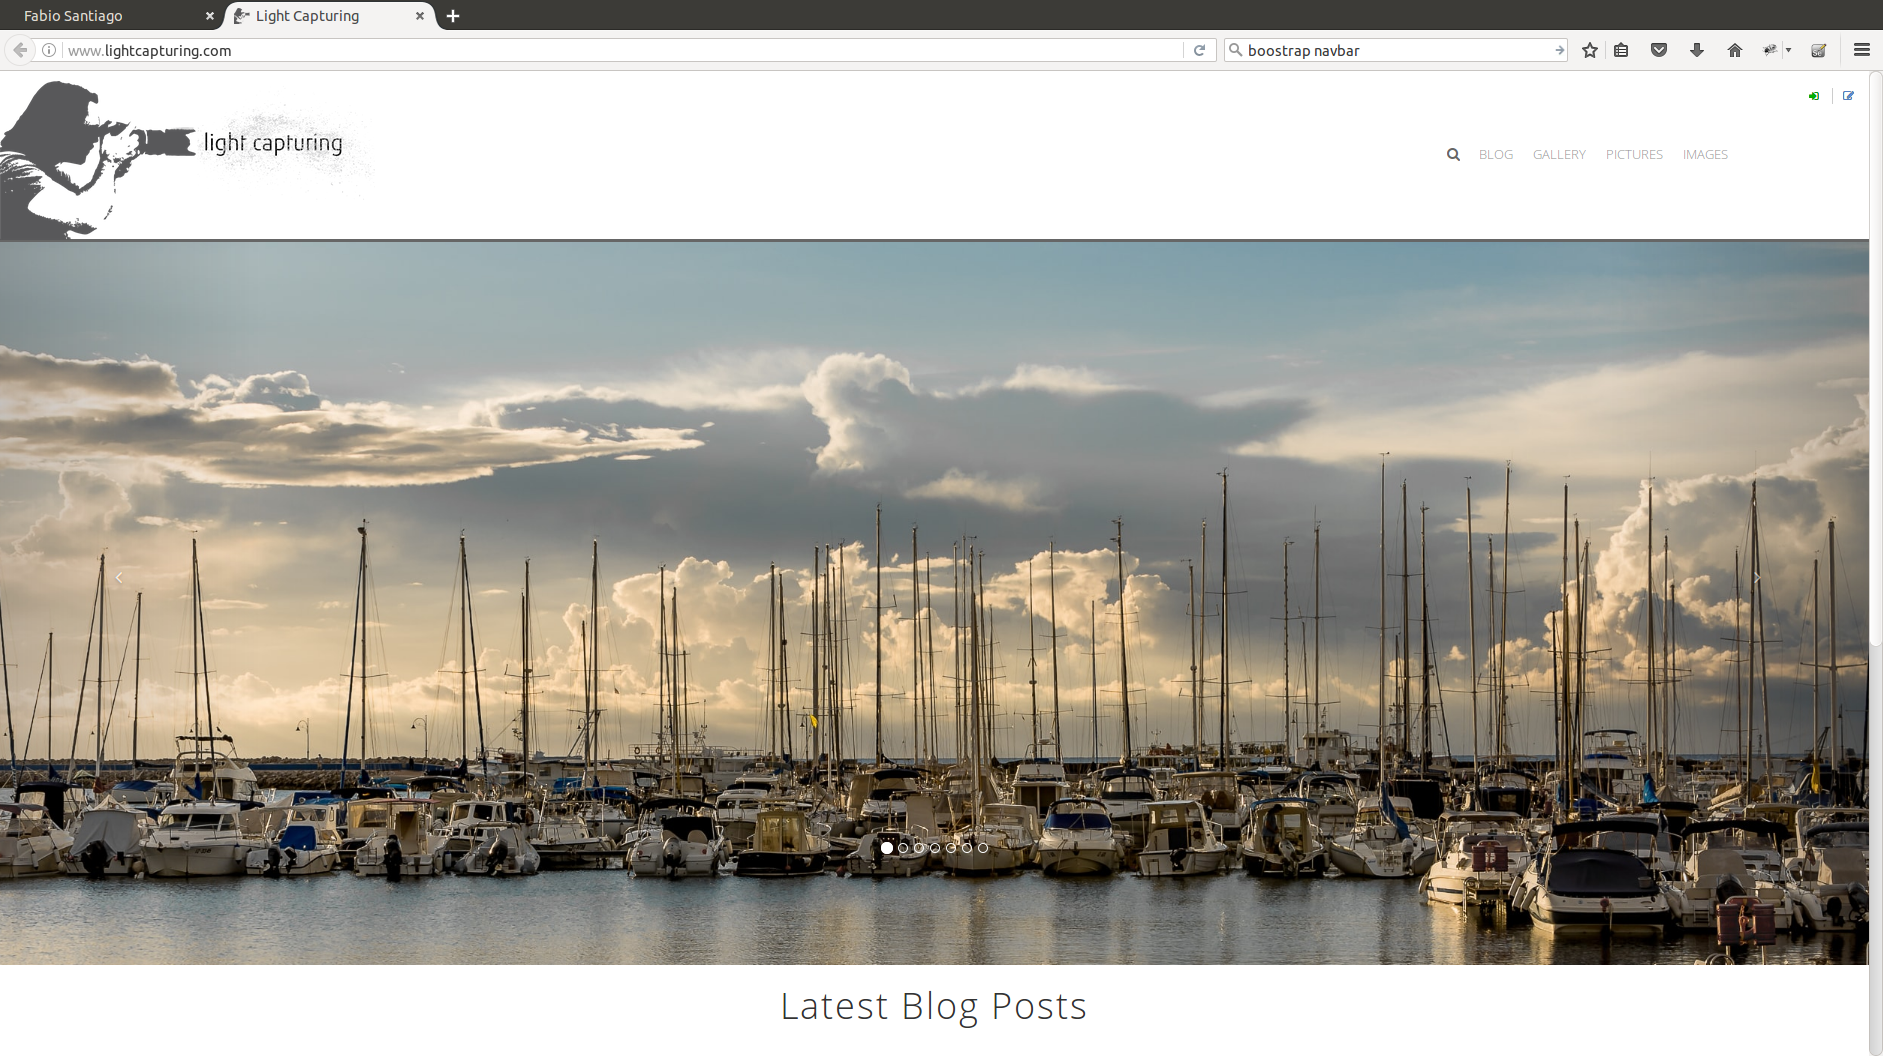 Fabio Santiago
Light Capturing
www.lightcapturing.com
boostrap navbar
light capturing
BLOG GALLERY PICTURES IMAGES
Latest Blog Posts